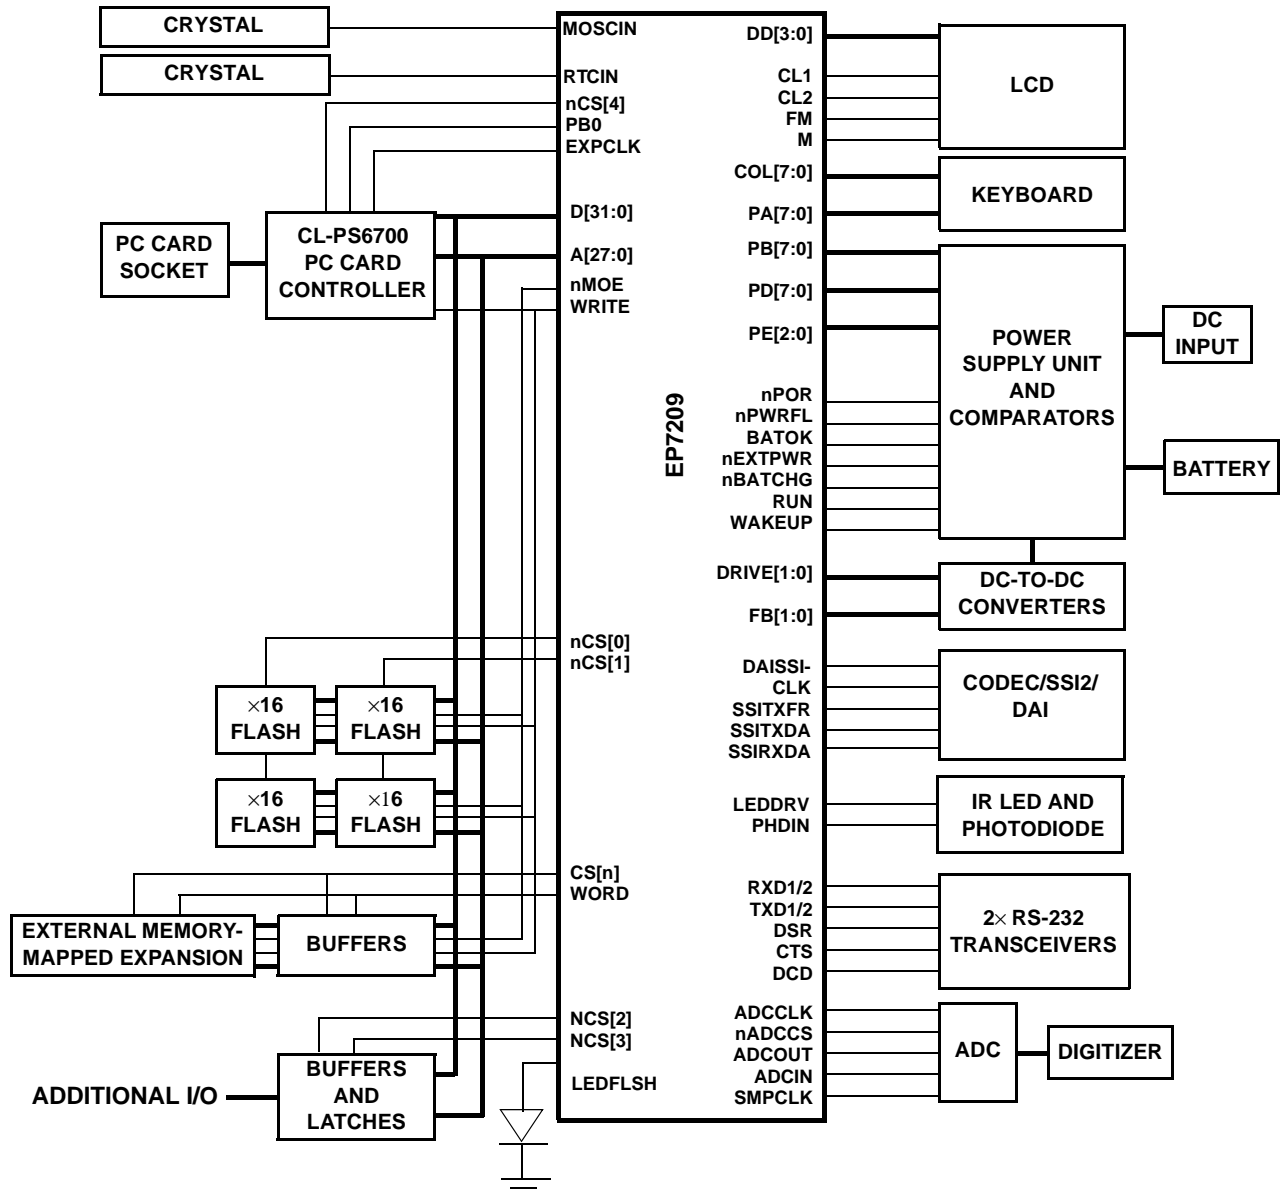 CRYSTAL
CRYSTAL
PC CARD
SOCKET
CL-PS6700
PC CARD
CONTROLLER
×16
FLASH
×16
FLASH
×16
FLASH
×16
FLASH
EXTERNAL MEMORY-
MAPPED EXPANSION
BUFFERS
ADDITIONAL I/O
BUFFERS
AND
LATCHES
MOSCIN
RTCIN
nCS[4]
PB0
EXPCLK
D[31:0]
A[27:0]
nMOE
WRITE
nCS[0]
nCS[1]
CS[n]
WORD
NCS[2]
NCS[3]
LEDFLSH
EP7209
DD[3:0]
CL1
CL2
FM
M
COL[7:0]
PA[7:0]
PB[7:0]
PD[7:0]
PE[2:0]
nPOR
nPWRFL
BATOK
nEXTPWR
nBATCHG
RUN
WAKEUP
DRIVE[1:0]
FB[1:0]
DAISSI-
CLK
SSITXFR
SSITXDA
SSIRXDA
LEDDRV
PHDIN
RXD1/2
TXD1/2
DSR
CTS
DCD
ADCCLK
nADCCS
ADCOUT
ADCIN
SMPCLK
LCD
KEYBOARD
POWER
SUPPLY UNIT
AND
COMPARATORS
DC
INPUT
BATTERY
DC-TO-DC
CONVERTERS
CODEC/SSI2/
DAI
IR LED AND
PHOTODIODE
2× RS-232
TRANSCEIVERS
ADC
DIGITIZER